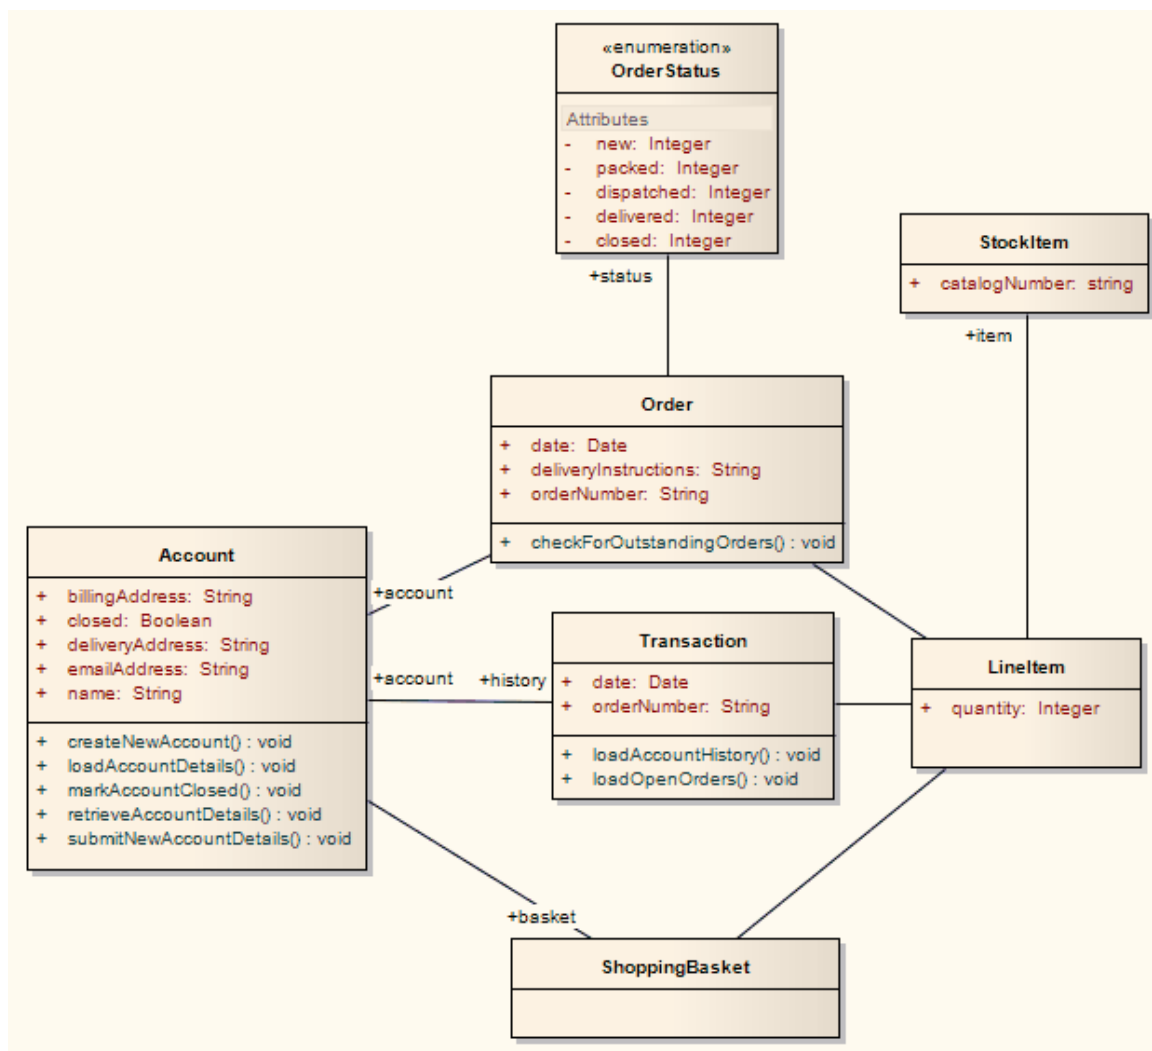 «enumeration»
OrderStatus
Attributes
- new: Integer
- packed: Integer
- dispatched: Integer
- delivered: Integer
- closed: Integer
+status
StockItem
+ catalogNumber: string
+item
Order
+ date: Date
+ deliveryInstructions: String
+ orderNumber: String
+ checkForOutstandingOrders() : void
Account
+ billingAddress: String
+ closed: Boolean
+ deliveryAddress: String
+ emailAddress: String
+ name: String
+ createNewAccount() : void
+ loadAccountDetails() : void
+ markAccountClosed() : void
+ retrieveAccountDetails() : void
+ submitNewAccountDetails() : void
+account
+account
+history
Transaction
+ date: Date
+ orderNumber: String
+ loadAccountHistory() : void
+ loadOpenOrders() : void
LineItem
+ quantity: Integer
+basket
ShoppingBasket